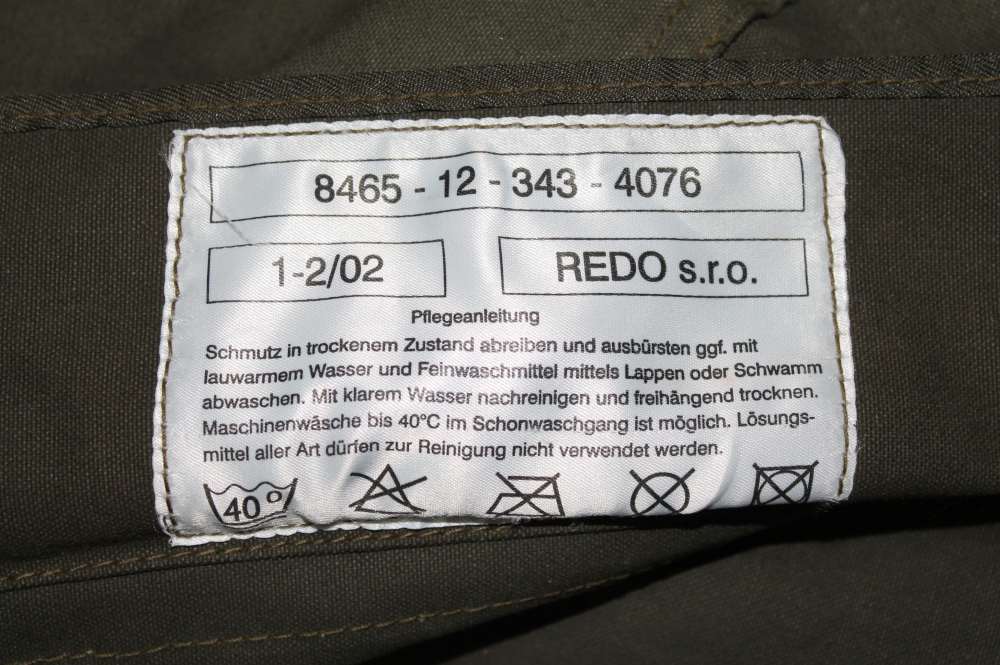 8465 - 12 - 343 - 4076
1-2/02
REDO s.r.o.
Pflegeanleitung
Schmutz in trockenem Zustand abreiben und ausbürsten ggf. mit
lauwarmem Wasser und Feinwaschmittel mittels Lappen oder Schwamm
abwaschen. Mit klarem Wasser nachreinigen und freihängend trocknen.
Maschinenwäsche bis 40°C im Schonwaschgang ist möglich. Lösungs-
mittel aller Art dürfen zur Reinigung nicht verwendet werden.
40°